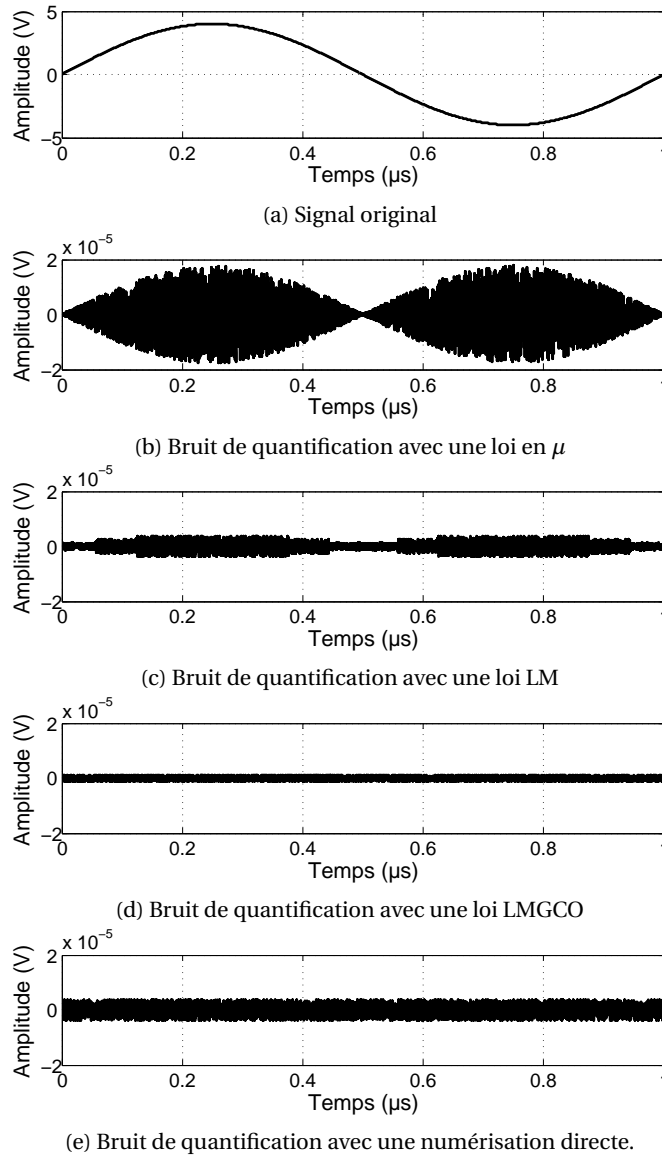 5
0
−5
Amplitude (V)
0 0.2 0.4 0.6 0.8 1
Temps (µs)
(a) Signal original
x 10⁻⁵
2
0
−2
Amplitude (V)
0 0.2 0.4 0.6 0.8 1
Temps (µs)
(b) Bruit de quantification avec une loi en µ
x 10⁻⁵
2
0
−2
Amplitude (V)
0 0.2 0.4 0.6 0.8 1
Temps (µs)
(c) Bruit de quantification avec une loi LM
x 10⁻⁵
2
0
−2
Amplitude (V)
0 0.2 0.4 0.6 0.8 1
Temps (µs)
(d) Bruit de quantification avec une loi LMGCO
x 10⁻⁵
2
0
−2
Amplitude (V)
0 0.2 0.4 0.6 0.8 1
Temps (µs)
(e) Bruit de quantification avec une numérisation directe.